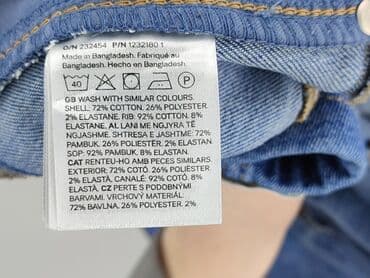 O/N 232454 P/N 1232180 1
Made in Bangladesh. Fabriqué au
Bangladesh. Hecho en Bangladesh.
40 P
GB WASH WITH SIMILAR COLOURS.
SHELL: 72% COTTON, 26% POLYESTER,
2% ELASTANE. RIB: 92% COTTON, 8%
ELASTANE. AL LANI ME NGJYRA TË
NGJASHME. SHTRESA E JASHTME: 72%
PAMBUK, 26% POLIESTËR, 2% ELASTAN.
SOP: 92% PAMBUK, 8% ELASTAN.
CAT RENTEU-HO AMB PECES SIMILARS.
EXTERIOR: 72% COTÓ, 26% POLIÈSTER,
2% ELASTÀ. CANALÉ: 92% COTÓ, 8%
ELASTÀ. CZ PERTE S PODOBNÝMI
BARVAMI. VRCHOVÝ MATERIÁL:
72% BAVLNA, 26% POLYESTER, 2%